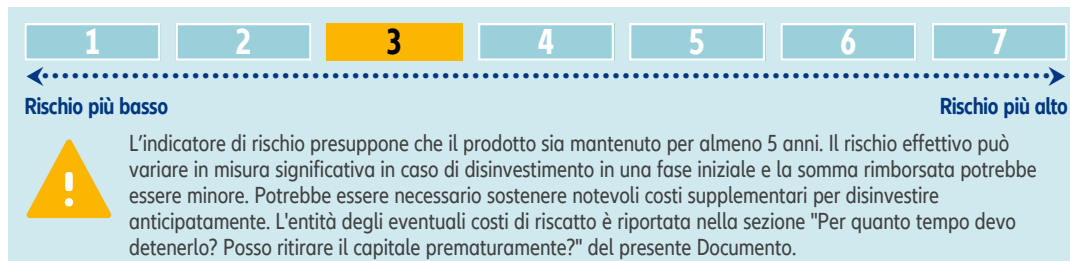 1 2 3 4 5 6 7
Rischio più basso Rischio più alto
L'indicatore di rischio presuppone che il prodotto sia mantenuto per almeno 5 anni. Il rischio effettivo può
variare in misura significativa in caso di disinvestimento in una fase iniziale e la somma rimborsata potrebbe
essere minore. Potrebbe essere necessario sostenere notevoli costi supplementari per disinvestire
anticipatamente. L'entità degli eventuali costi di riscatto è riportata nella sezione "Per quanto tempo devo
detenerlo? Posso ritirare il capitale prematuramente?" del presente Documento.